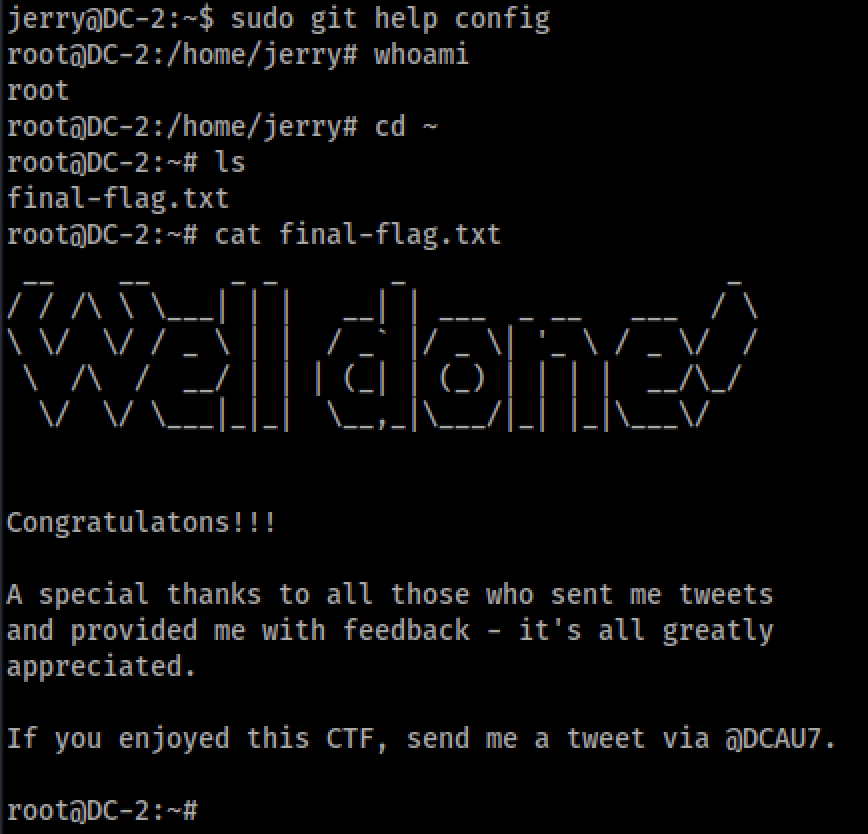 jerry@DC-2:~$ sudo git help config
root@DC-2:/home/jerry# whoami
root
root@DC-2:/home/jerry# cd ~
root@DC-2:~# ls
final-flag.txt
root@DC-2:~# cat final-flag.txt
Well done!
Congratulatons!!!
A special thanks to all those who sent me tweets
and provided me with feedback - it's all greatly
appreciated.
If you enjoyed this CTF, send me a tweet via @DCAU7.
root@DC-2:~#